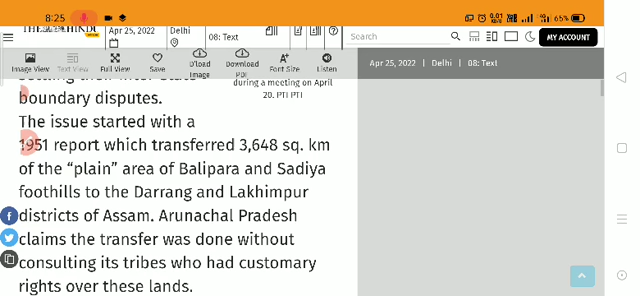 8:25
65%
THE HINDU
Apr 25, 2022
Delhi
08: Text
Search
MY ACCOUNT
Image View
Text View
Full View
Save
D'load Image
Download PDF
Font Size
Listen
Apr 25, 2022 | Delhi | 08: Text
boundary disputes.
during a meeting on April
20. PTI PTI
The issue started with a
1951 report which transferred 3,648 sq. km
of the "plain" area of Balipara and Sadiya
foothills to the Darrang and Lakhimpur
districts of Assam. Arunachal Pradesh
claims the transfer was done without
consulting its tribes who had customary
rights over these lands.